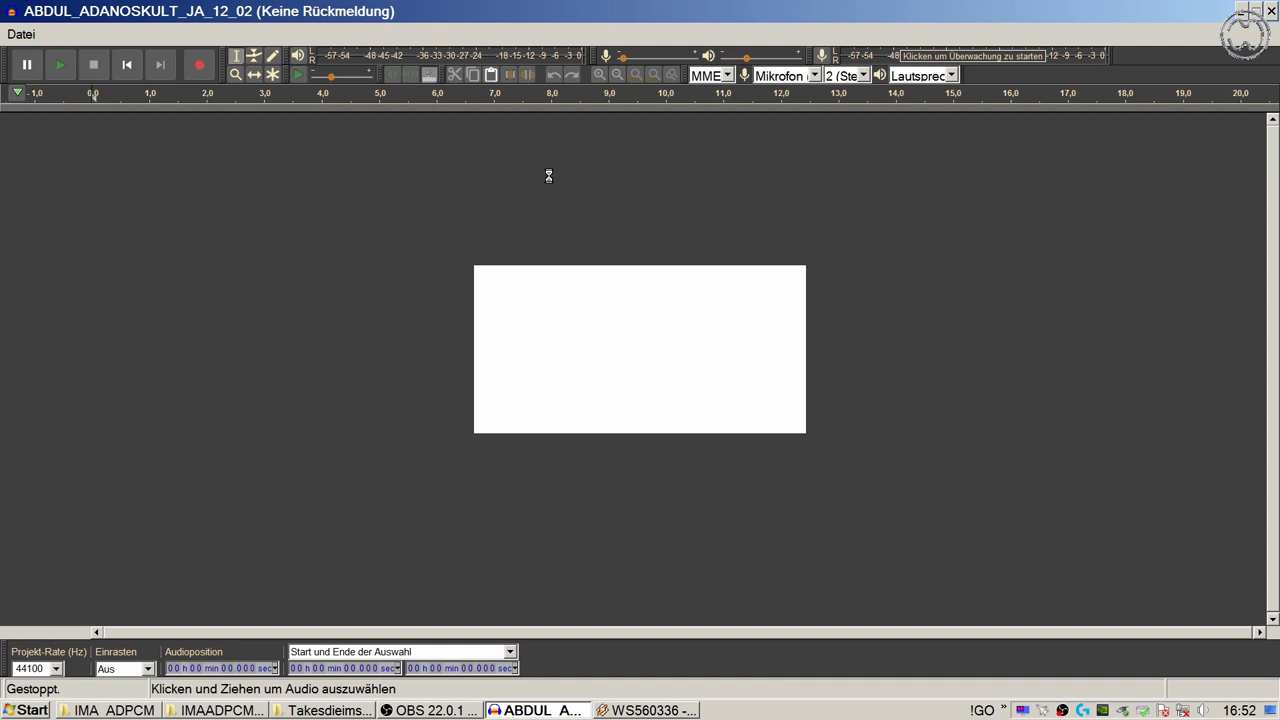 ABDUL_ADANOSKULT_JA_12_02 (Keine Rückmeldung)
Datei
L R -57-54- -48- -42- -36-33-30-27-24- -18-15-12-9-6-3 0
-57-54- -48 Klicken um Überwachung zu starten -12-9-6-3 0
MME Mikrofon ( 2 (Ste Lautsprec
-1,0 0,0 1,0 2,0 3,0 4,0 5,0 6,0 7,0 8,0 9,0 10,0 11,0 12,0 13,0 14,0 15,0 16,0 17,0 18,0 19,0 20,0
Projekt-Rate (Hz) Einrasten Audioposition Start und Ende der Auswahl
44100 Aus 00 h 00 min 00.000 sec 00 h 00 min 00.000 sec 00 h 00 min 00.000 sec
Gestoppt. Klicken und Ziehen um Audio auszuwählen
Start IMA_ADPCM IMAADPCM... Takesdieims... OBS 22.0.1 ... ABDUL_A... WS560336 -... !GO » 16:52